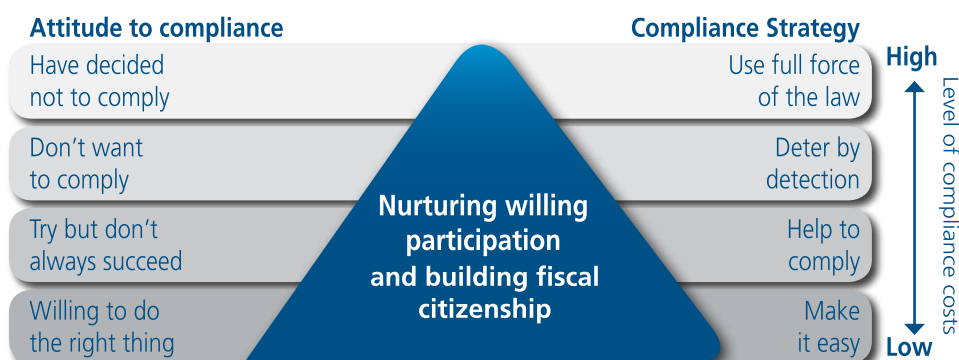 Attitude to compliance
Compliance Strategy
High
Have decided
not to comply
Use full force
of the law
Don’t want
to comply
Deter by
detection
Try but don’t
always succeed
Help to
comply
Willing to do
the right thing
Make
it easy
Nurturing willing
participation
and building fiscal
citizenship
Level of compliance costs
Low